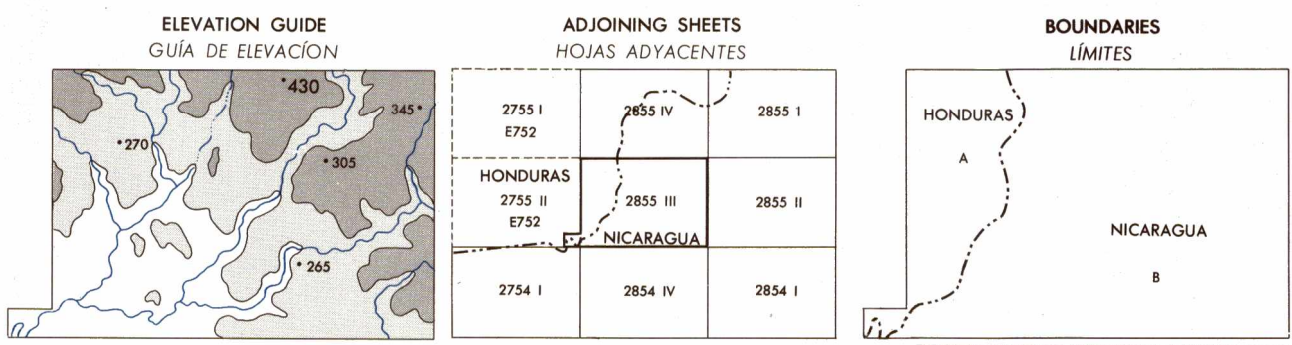 ELEVATION GUIDE
GUÍA DE ELEVACÍON
430
345
270
305
265
ADJOINING SHEETS
HOJAS ADYACENTES
2755 I
E752
2855 IV
2855 I
HONDURAS
2755 II
E752
2855 III
2855 II
NICARAGUA
2754 I
2854 IV
2854 I
BOUNDARIES
LÍMITES
HONDURAS
A
NICARAGUA
B